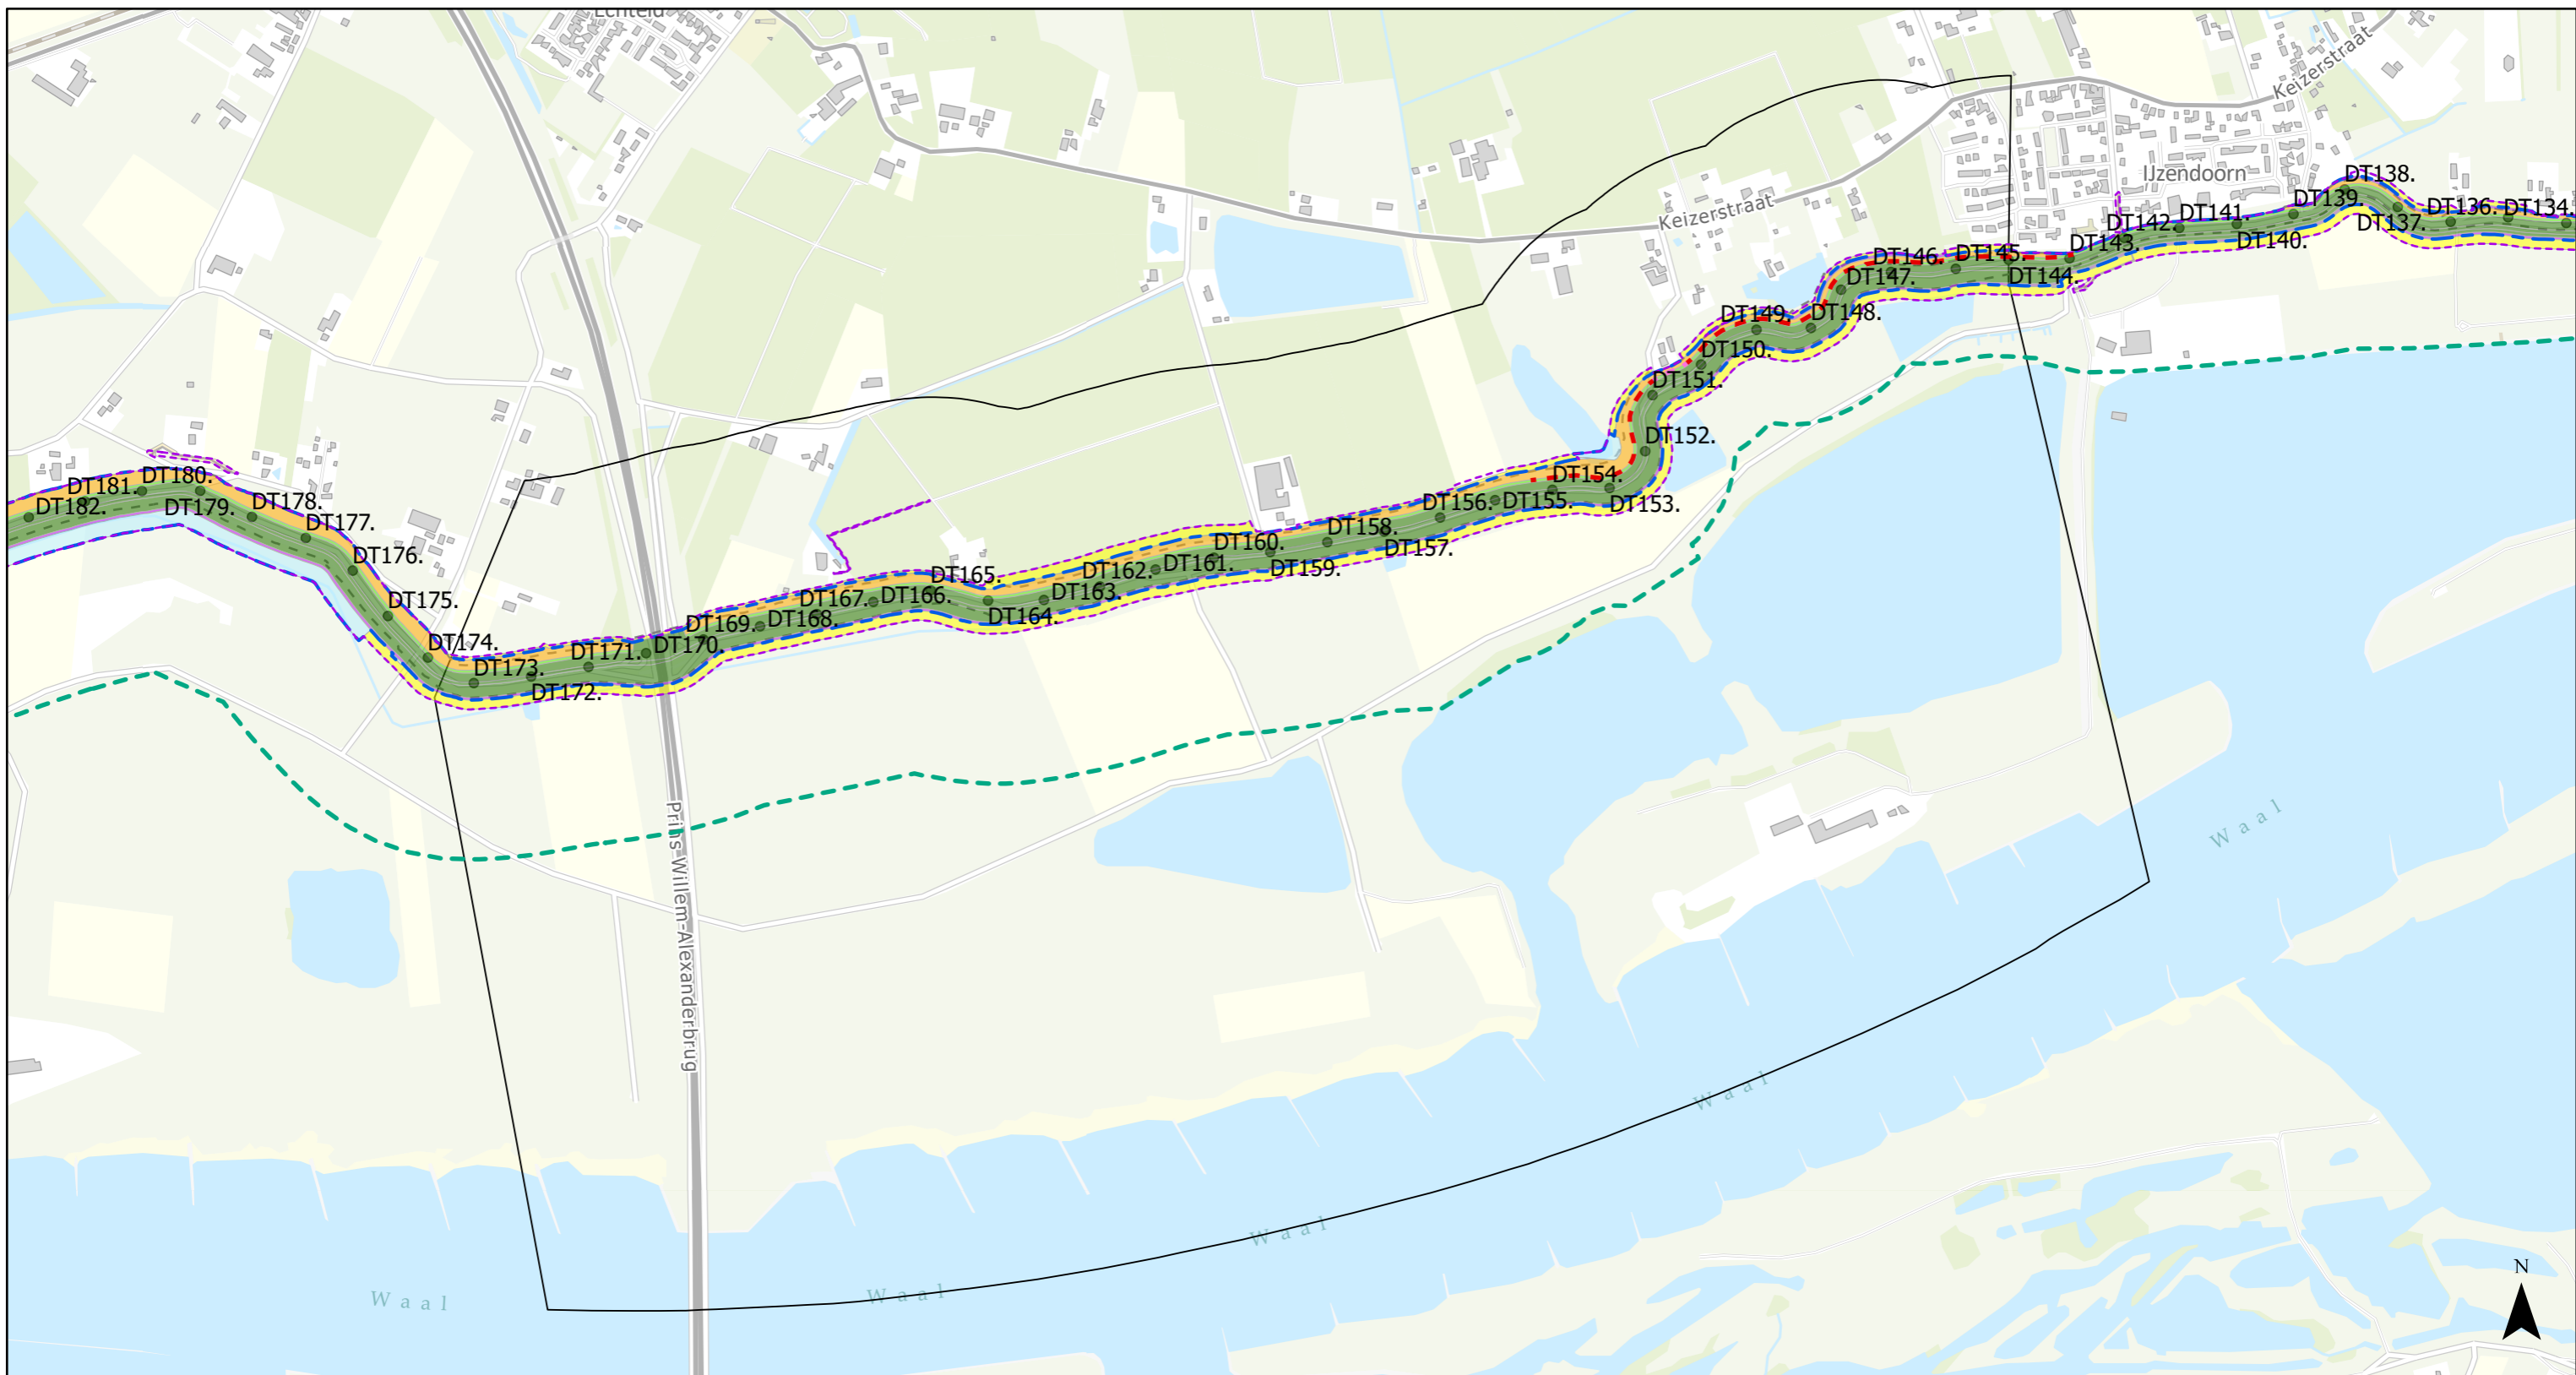 Echteld
Keizerstraat
IJzendoorn
Keizerstraat
DT138.
DT139.
DT136.
DT134.
DT137.
DT141.
DT142.
DT140.
DT143.
DT145.
DT146.
DT144.
DT147.
DT149.
DT148.
DT150.
DT151.
DT152.
DT154.
DT153.
DT155.
DT156.
DT158.
DT157.
DT160.
DT159.
DT161.
DT162.
DT163.
DT165.
DT164.
DT166.
DT167.
DT168.
DT169.
DT170.
DT171.
DT172.
DT173.
DT174.
DT175.
DT176.
DT177.
DT178.
DT180.
DT179.
DT181.
DT182.
Prins Willem-Alexanderbrug
Waal
Waal
Waal
Waal
Waal
N